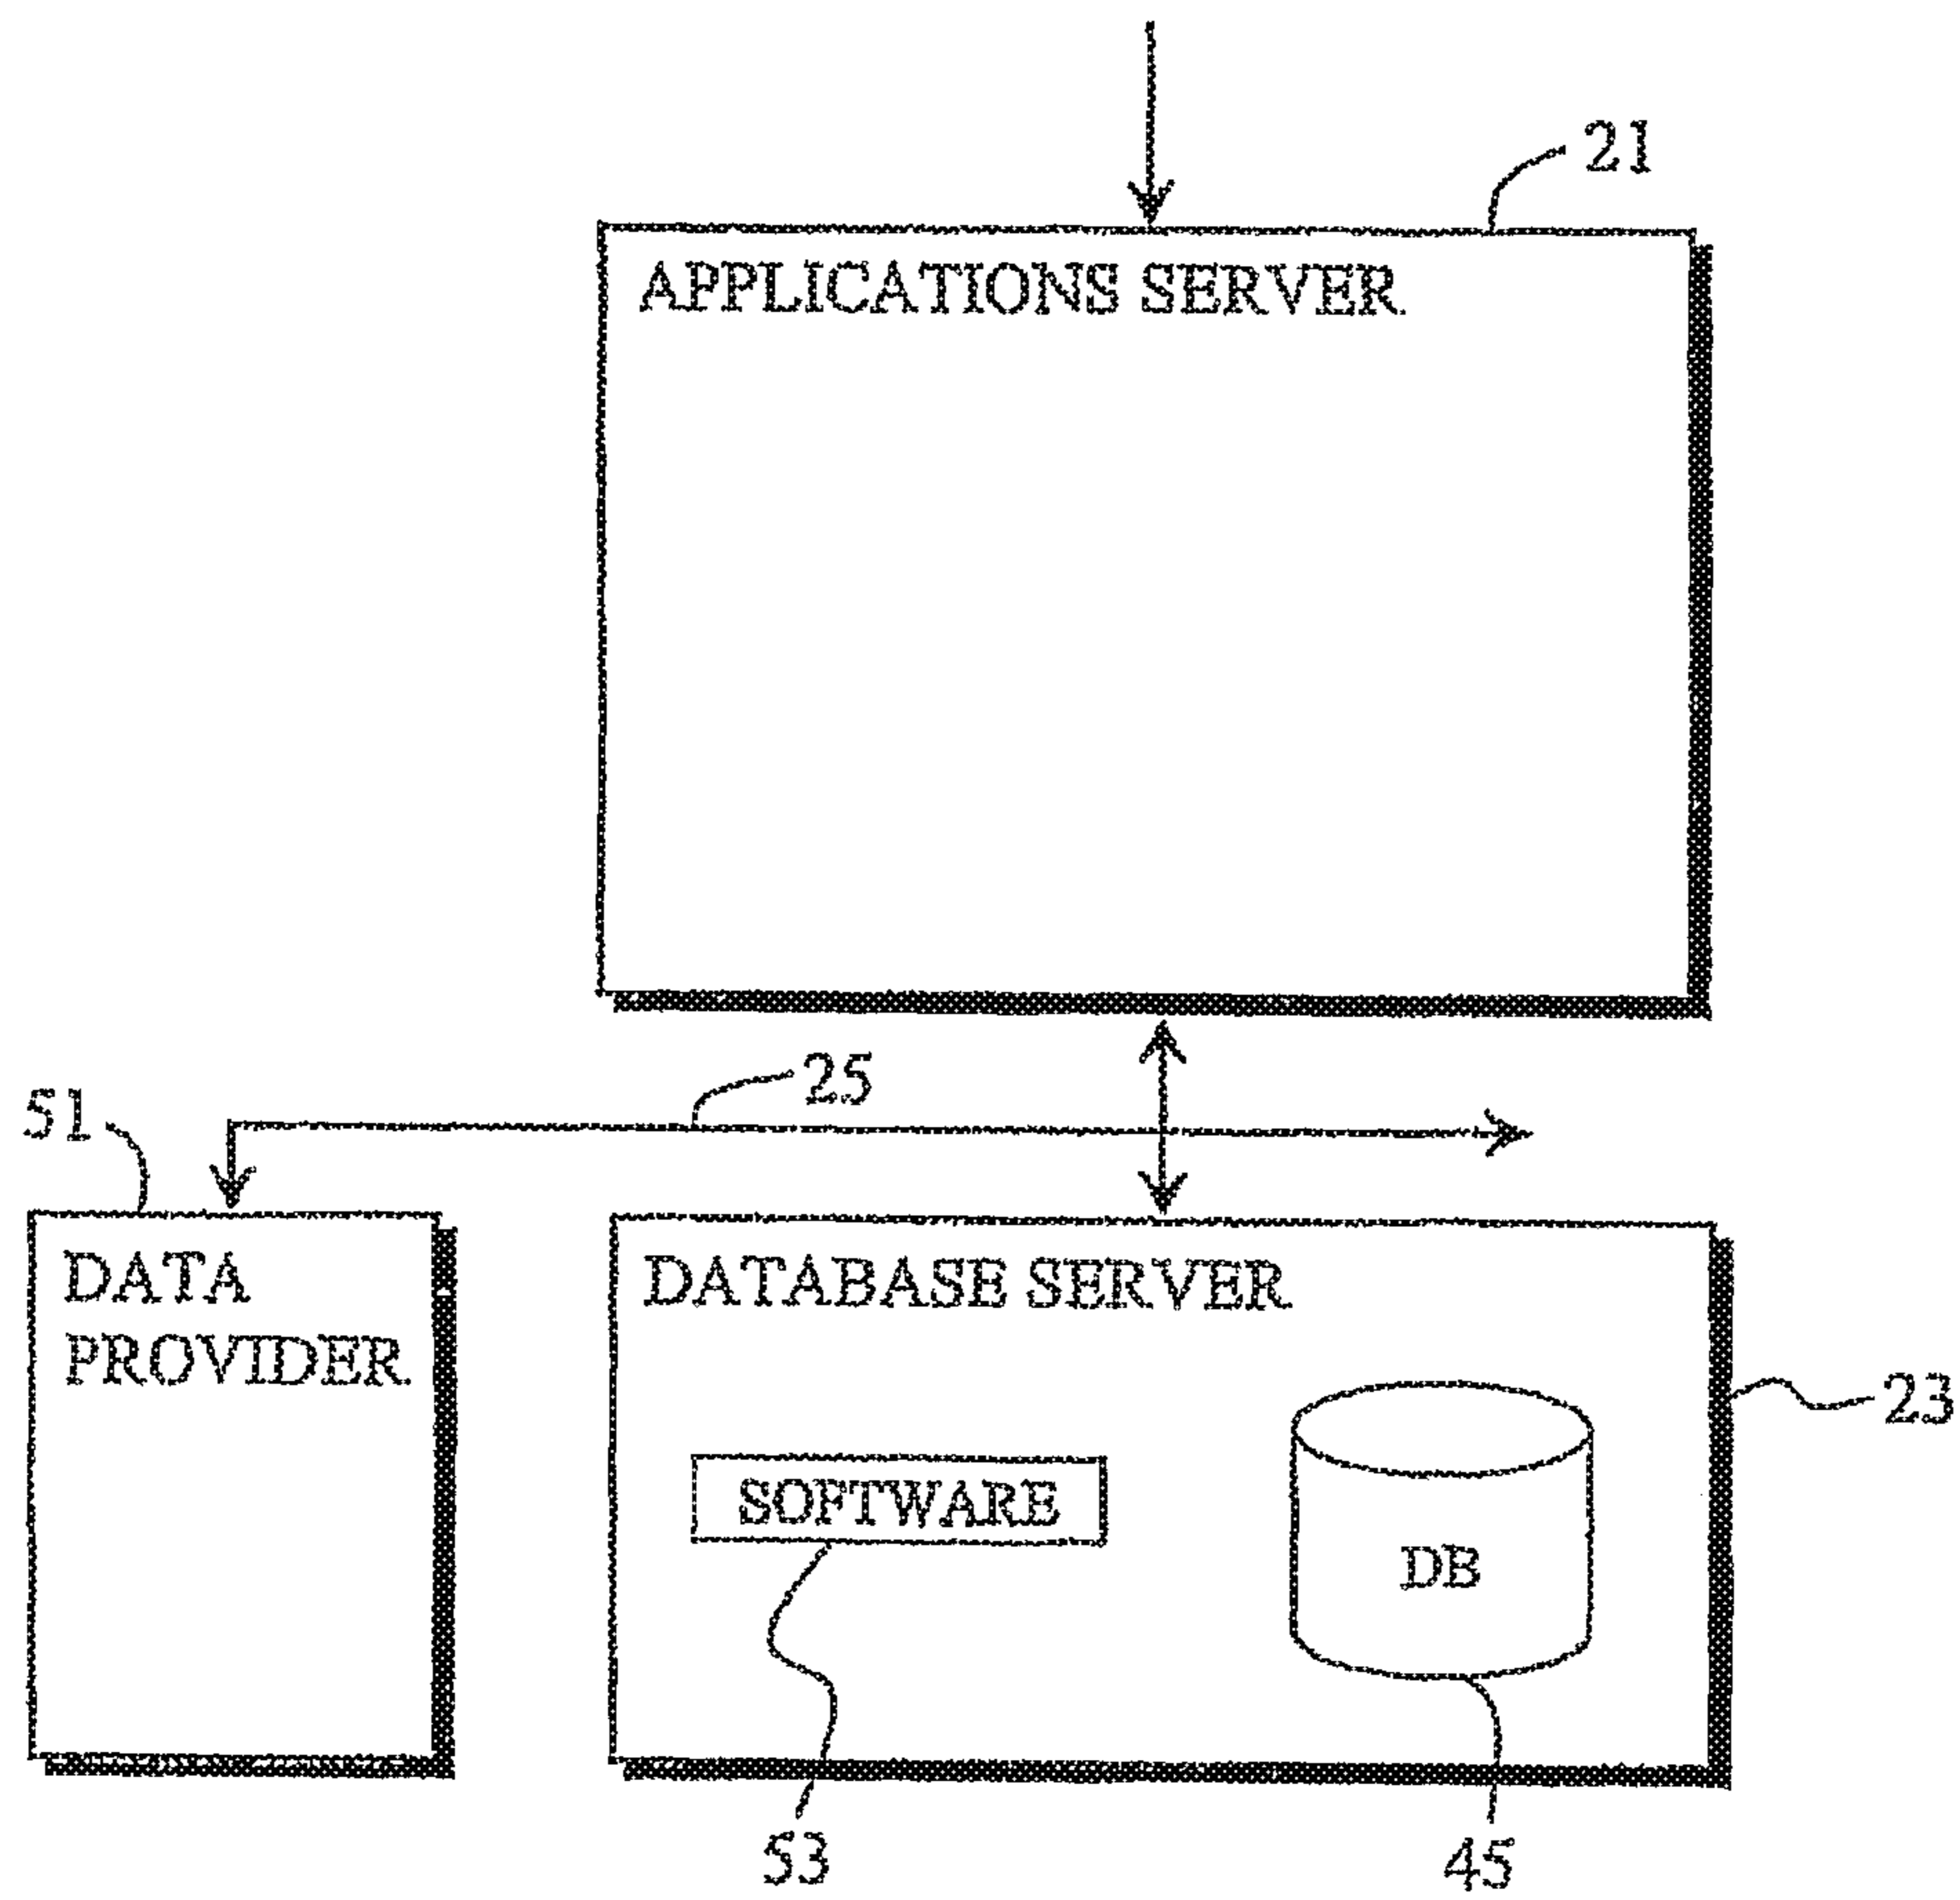 21
APPLICATIONS SERVER
25
51
DATA
PROVIDER
DATABASE SERVER
23
SOFTWARE
DB
53
45